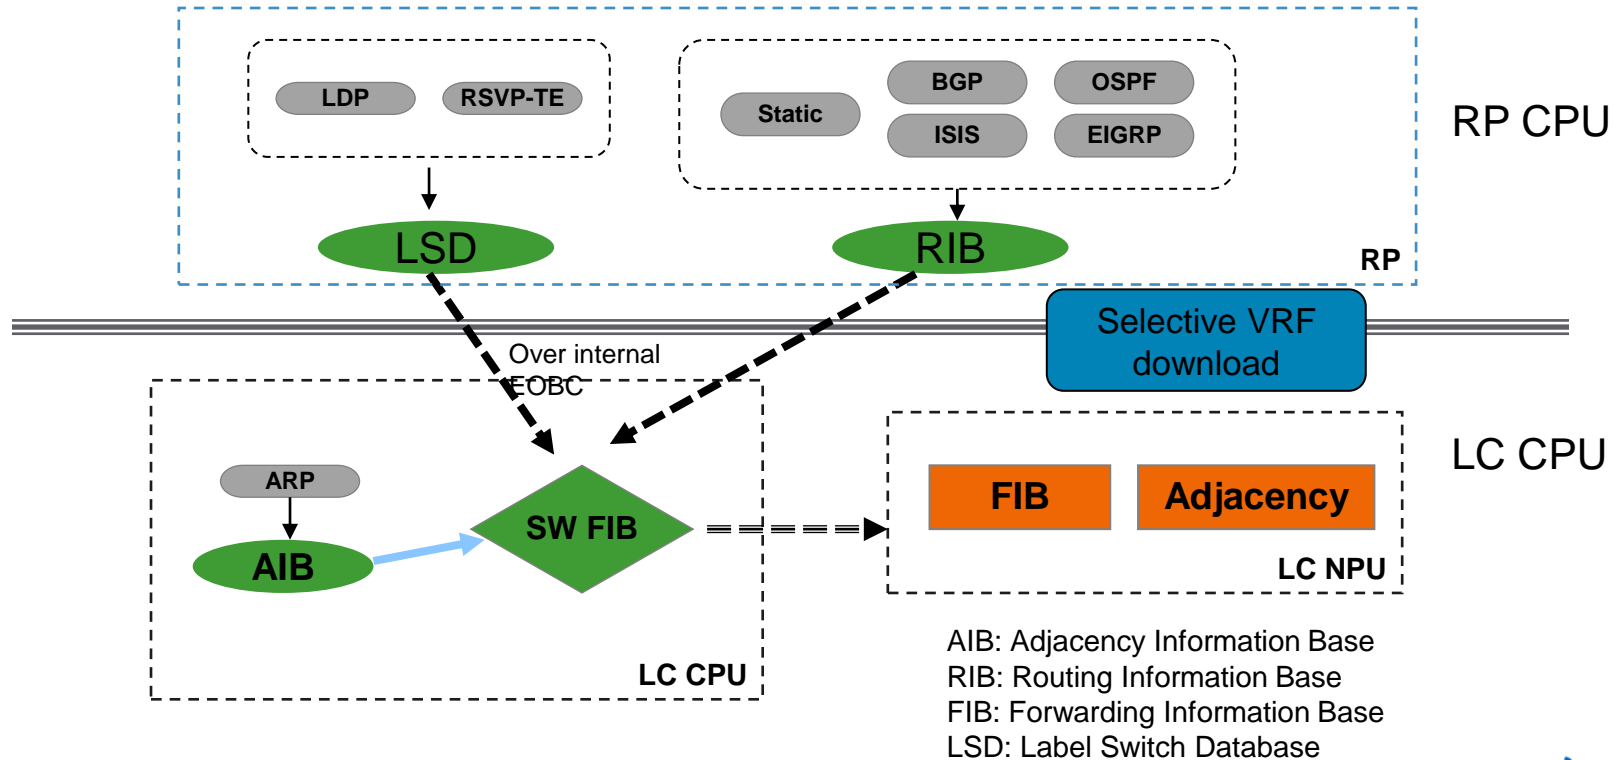 LDP
RSVP-TE
Static
BGP
OSPF
ISIS
EIGRP
RP CPU
LSD
RIB
RP
Selective VRF
download
Over internal
EOBC
LC CPU
ARP
AIB
SW FIB
LC CPU
FIB
Adjacency
LC NPU
AIB: Adjacency Information Base
RIB: Routing Information Base
FIB: Forwarding Information Base
LSD: Label Switch Database